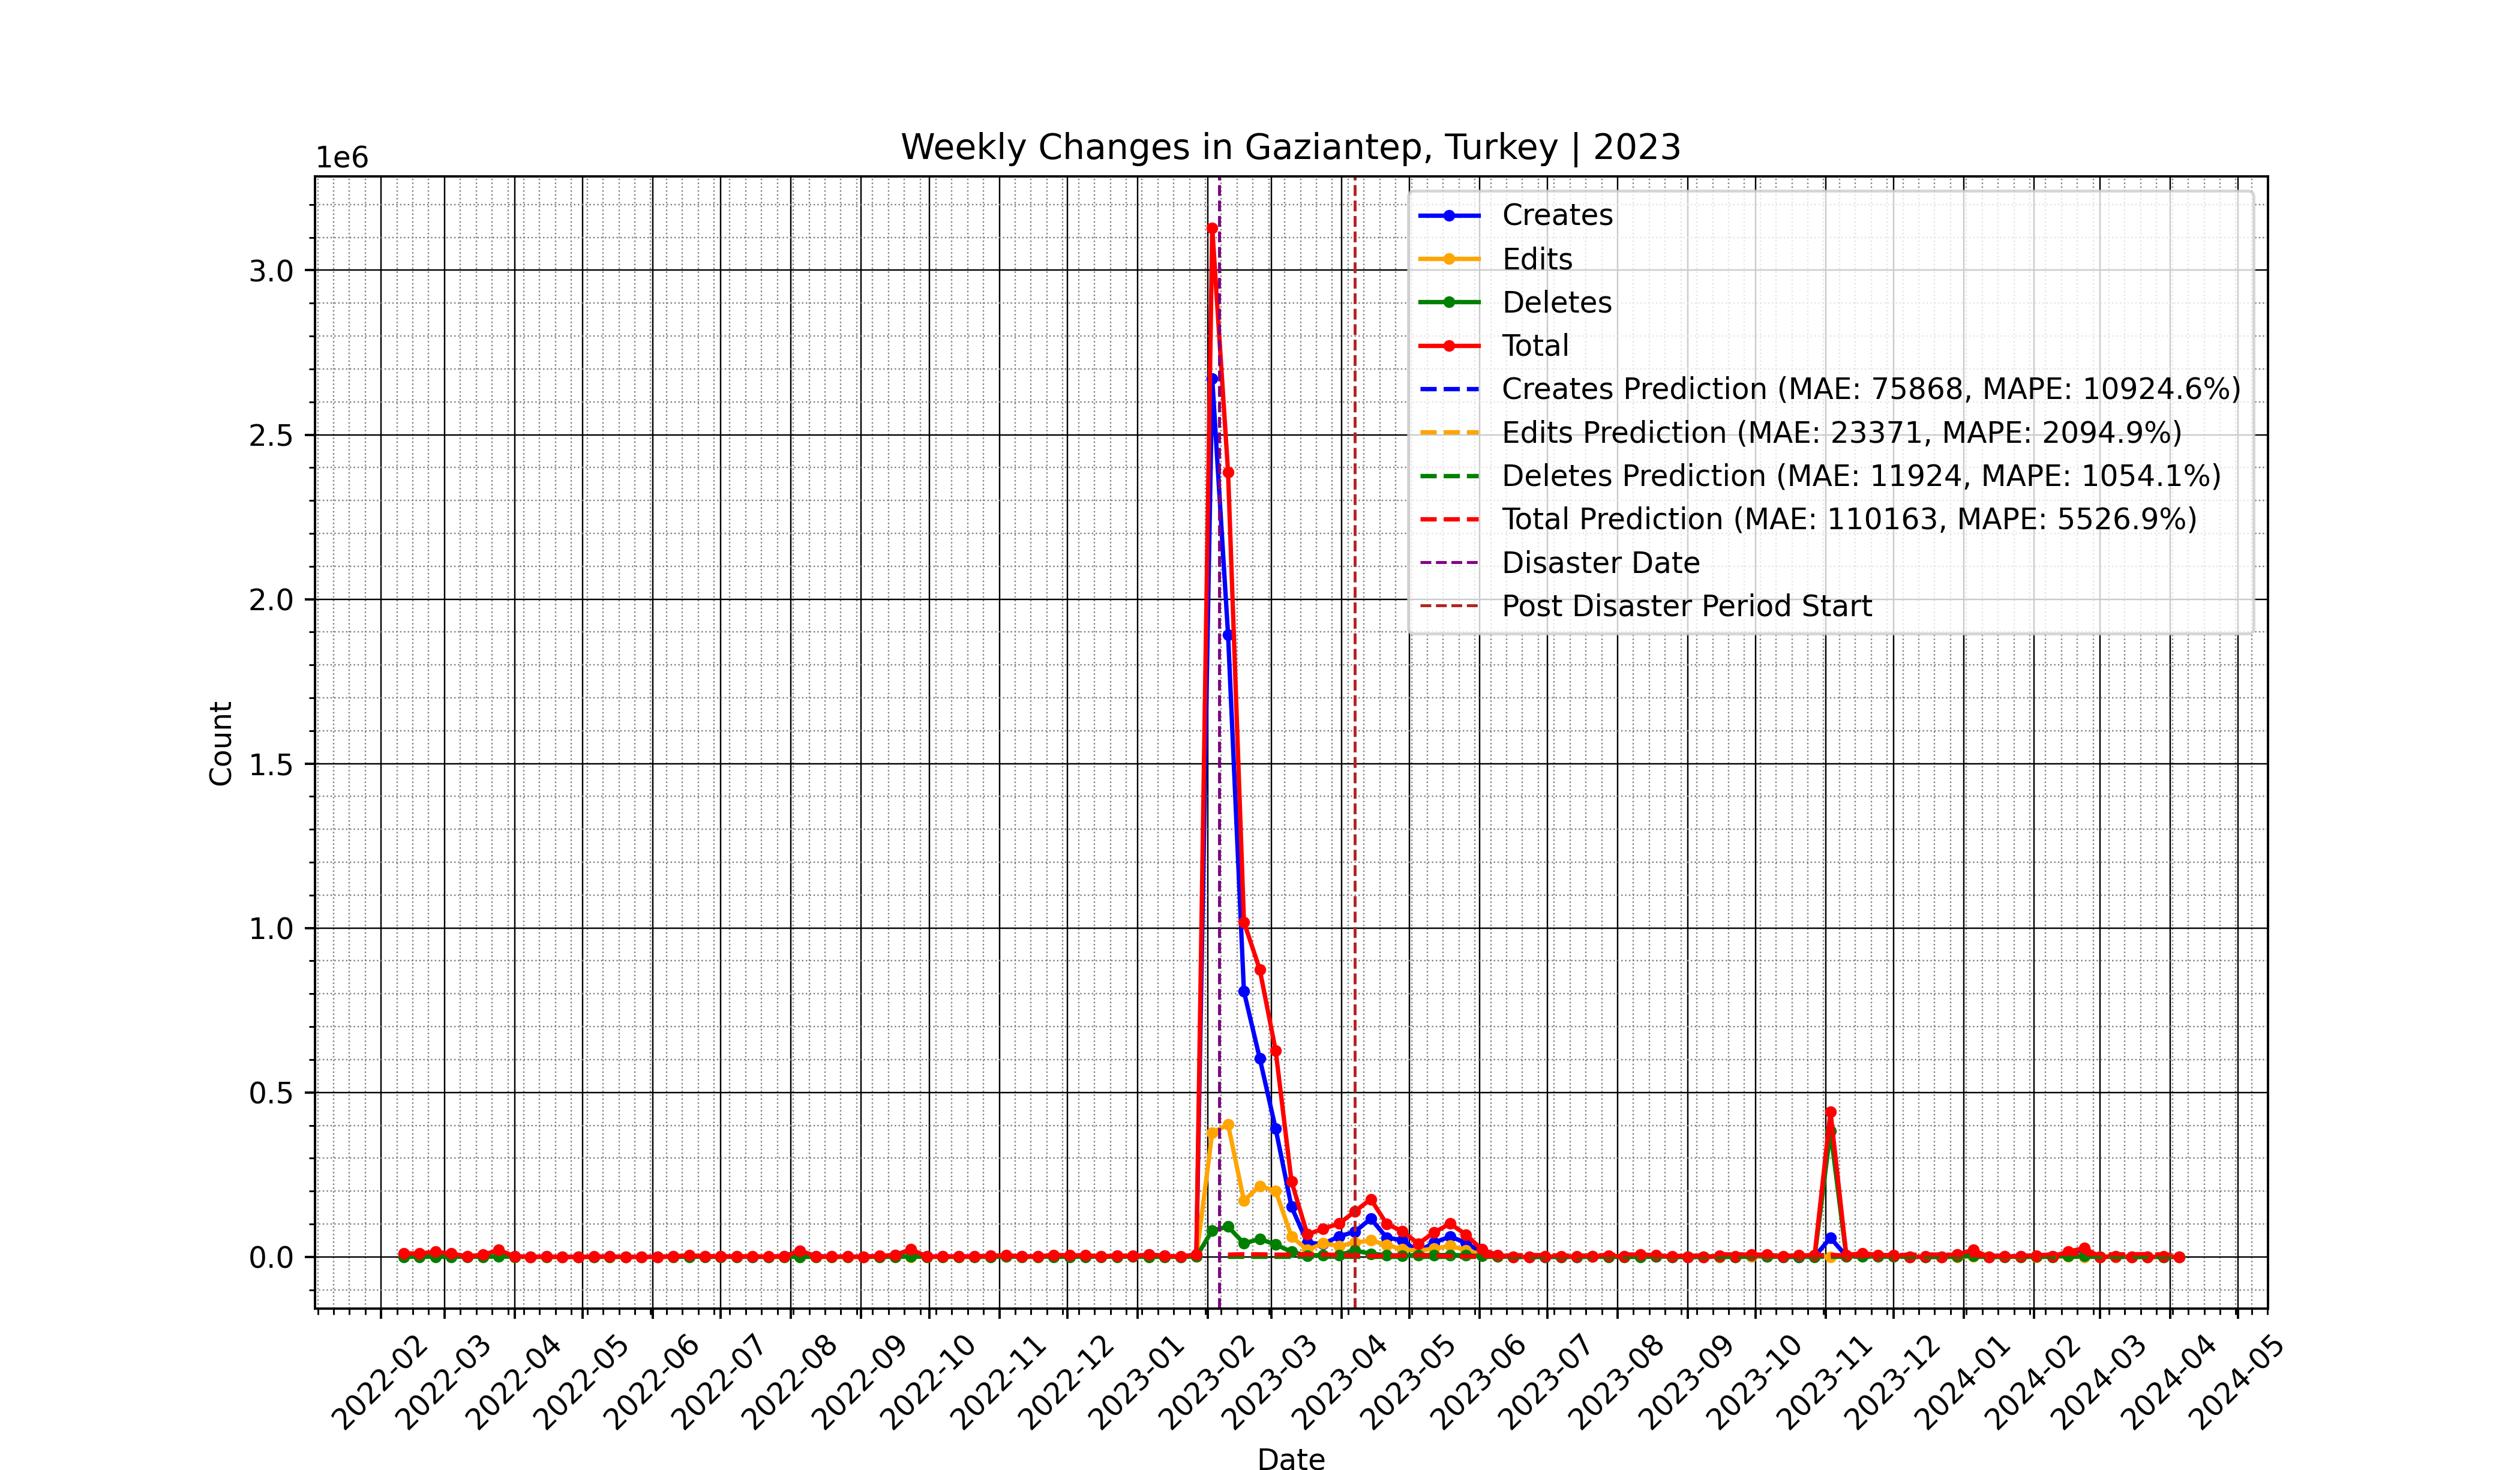 Weekly Changes in Gaziantep, Turkey | 2023
1e6
Creates
Edits
Deletes
Total
Creates Prediction (MAE: 75868, MAPE: 10924.6%)
Edits Prediction (MAE: 23371, MAPE: 2094.9%)
Deletes Prediction (MAE: 11924, MAPE: 1054.1%)
Total Prediction (MAE: 110163, MAPE: 5526.9%)
Disaster Date
Post Disaster Period Start
3.0
2.5
2.0
1.5
1.0
0.5
0.0
Count
2022-02
2022-03
2022-04
2022-05
2022-06
2022-07
2022-08
2022-09
2022-10
2022-11
2022-12
2023-01
2023-02
2023-03
2023-04
2023-05
2023-06
2023-07
2023-08
2023-09
2023-10
2023-11
2023-12
2024-01
2024-02
2024-03
2024-04
2024-05
Date